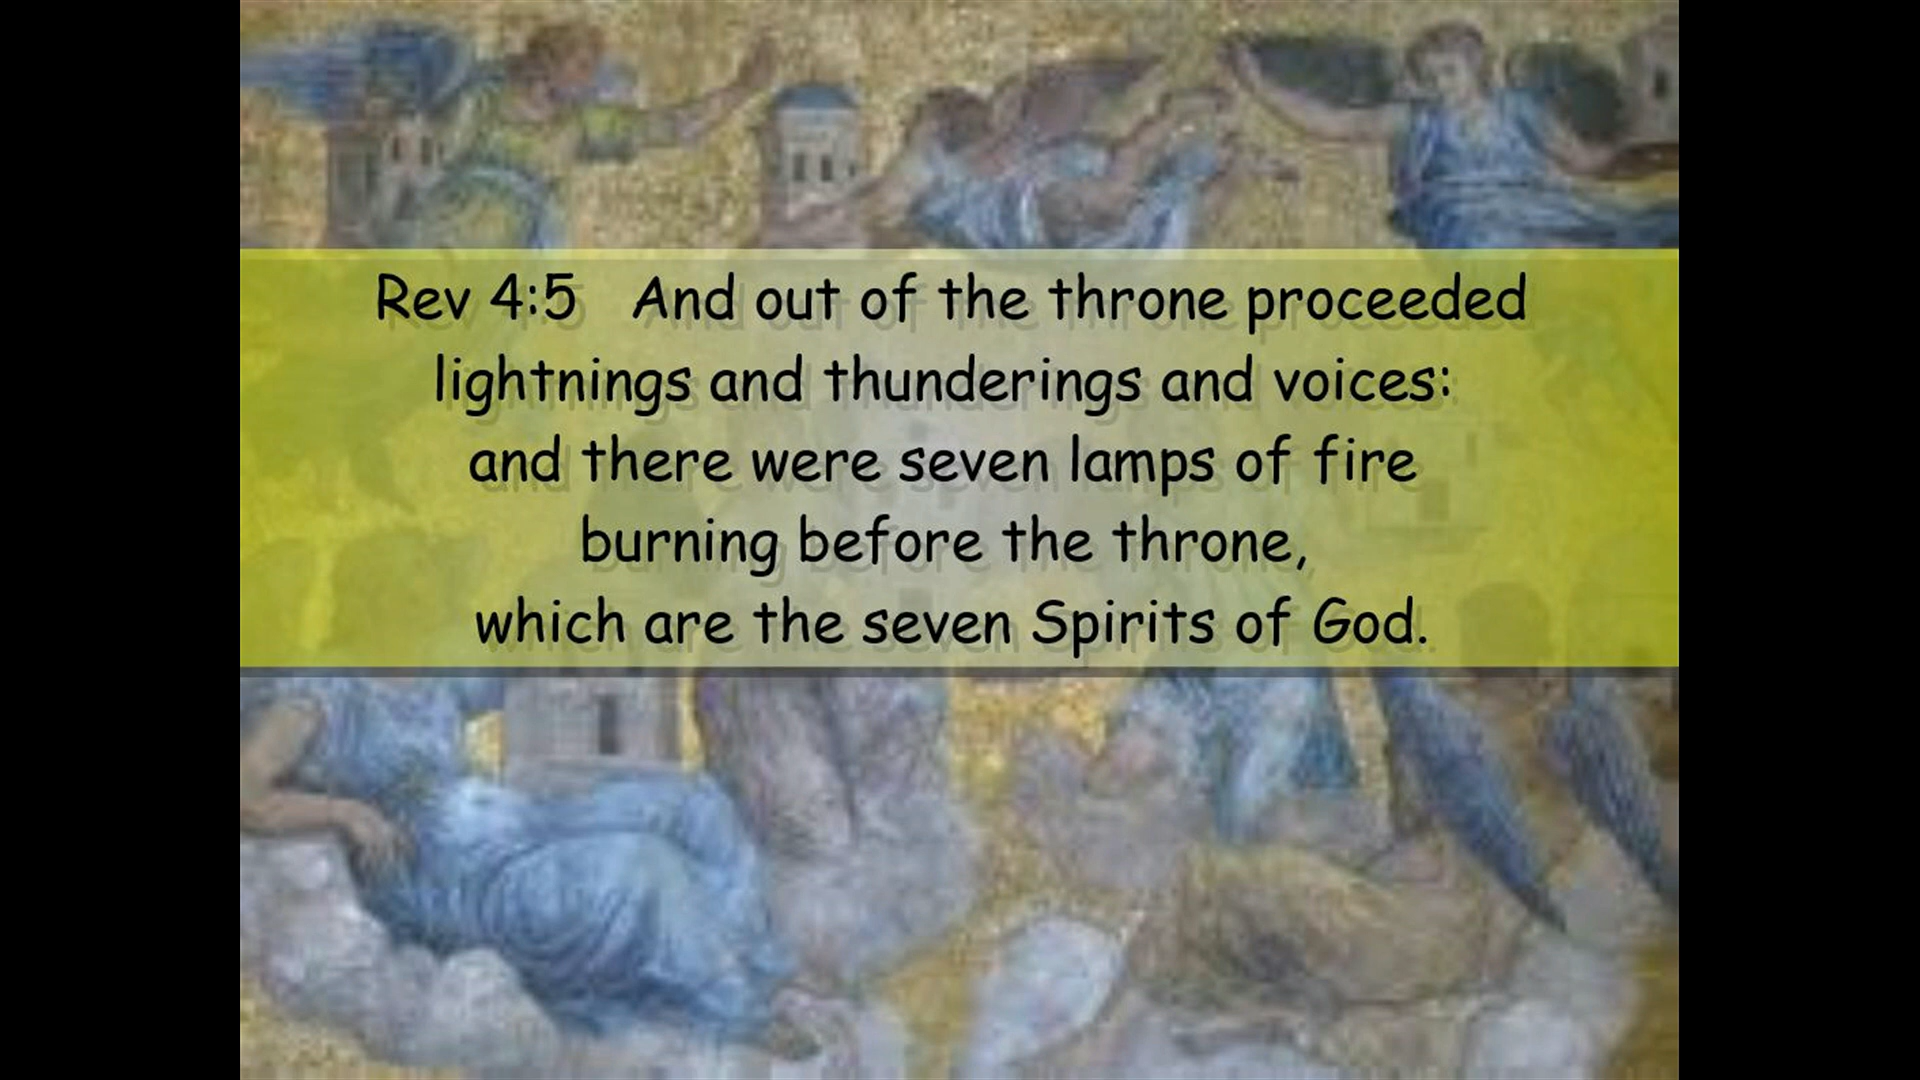 Rev 4:5   And out of the throne proceeded
lightnings and thunderings and voices:
and there were seven lamps of fire
burning before the throne,
which are the seven Spirits of God.